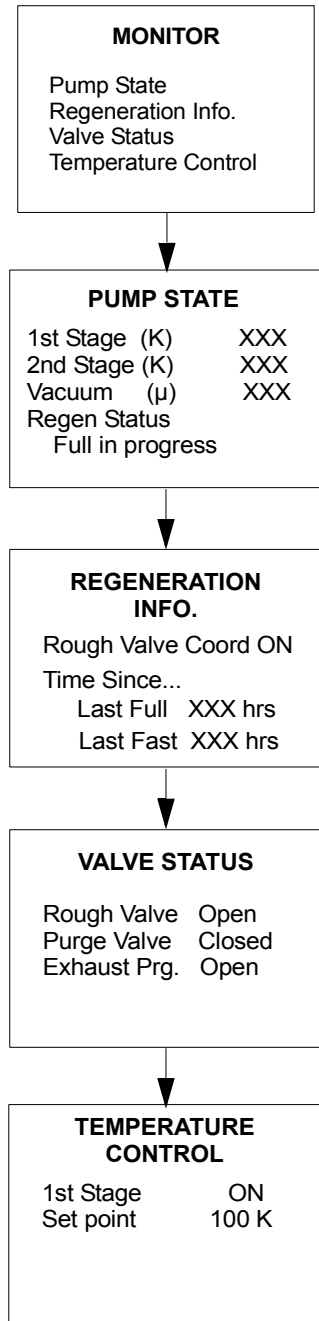 MONITOR
Pump State
Regeneration Info.
Valve Status
Temperature Control
PUMP STATE
1st Stage (K) XXX
2nd Stage (K) XXX
Vacuum (µ) XXX
Regen Status
Full in progress
REGENERATION
INFO.
Rough Valve Coord ON
Time Since...
Last Full XXX hrs
Last Fast XXX hrs
VALVE STATUS
Rough Valve Open
Purge Valve Closed
Exhaust Prg. Open
TEMPERATURE
CONTROL
1st Stage ON
Set point 100 K